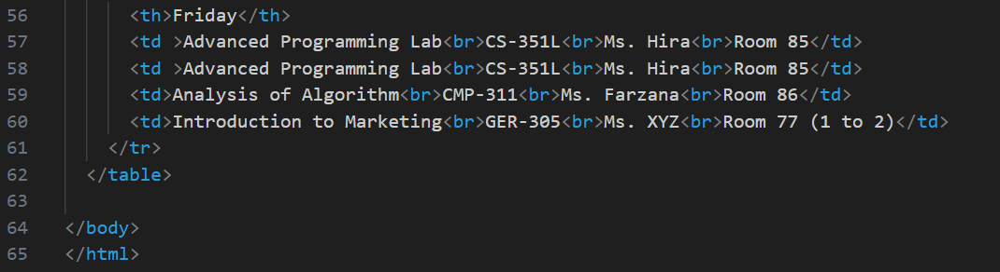 56 <th>Friday</th>
57 <td >Advanced Programming Lab<br>CS-351L<br>Ms. Hira<br>Room 85</td>
58 <td >Advanced Programming Lab<br>CS-351L<br>Ms. Hira<br>Room 85</td>
59 <td>Analysis of Algorithm<br>CMP-311<br>Ms. Farzana<br>Room 86</td>
60 <td>Introduction to Marketing<br>GER-305<br>Ms. XYZ<br>Room 77 (1 to 2)</td>
61 </tr>
62 </table>
63
64 </body>
65 </html>